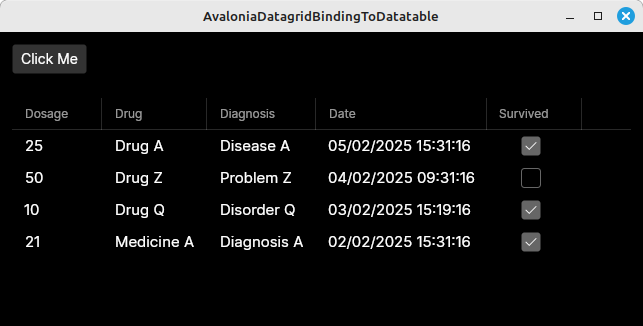 AvaloniaDatagridBindingToDatatable
Click Me
Dosage Drug Diagnosis Date Survived
25 Drug A Disease A 05/02/2025 15:31:16
50 Drug Z Problem Z 04/02/2025 09:31:16
10 Drug Q Disorder Q 03/02/2025 15:19:16
21 Medicine A Diagnosis A 02/02/2025 15:31:16